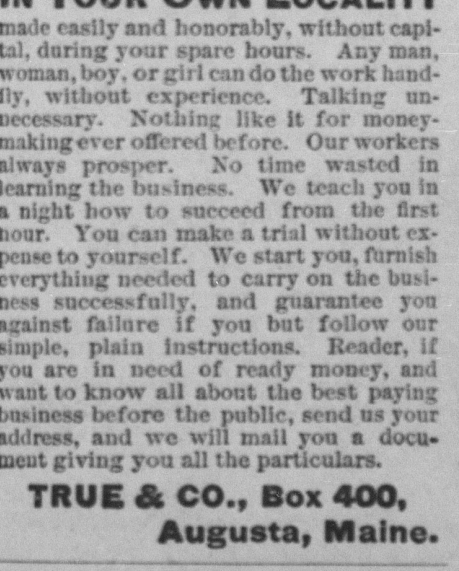 IN YOUR OWN LOCALITY
made easily and honorably, without capi-
tal, during your spare hours. Any man,
woman, boy, or girl can do the work hand-
ily, without experience. Talking un-
necessary. Nothing like it for money-
making ever offered before. Our workers
always prosper. No time wasted in
learning the business. We teach you in
a night how to succeed from the first
hour. You can make a trial without ex-
pense to yourself. We start you, furnish
everything needed to carry on the busi-
ness successfully, and guarantee you
against failure if you but follow our
simple, plain instructions. Reader, if
you are in need of ready money, and
want to know all about the best paying
business before the public, send us your
address, and we will mail you a docu-
ment giving you all the particulars.
TRUE & CO., Box 400,
Augusta, Maine.